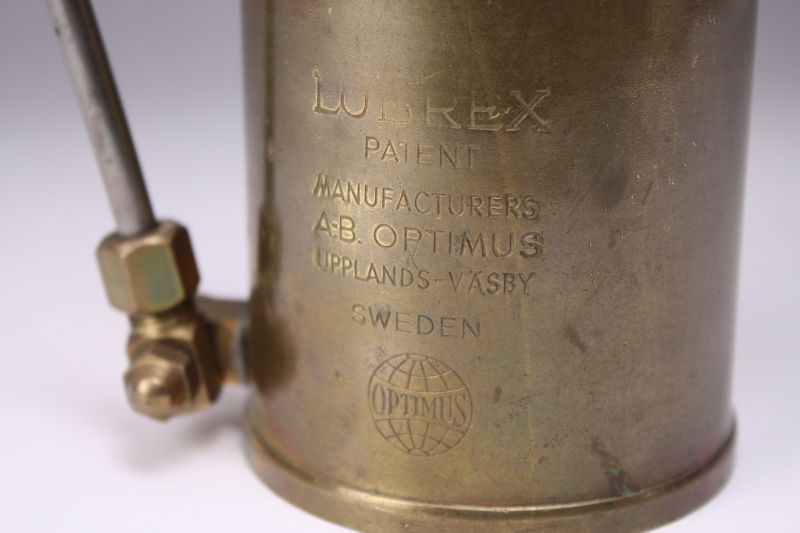 LUBREX
PATENT
MANUFACTURERS
A-B. OPTIMUS
UPPLANDS-VÄSBY
SWEDEN
OPTIMUS